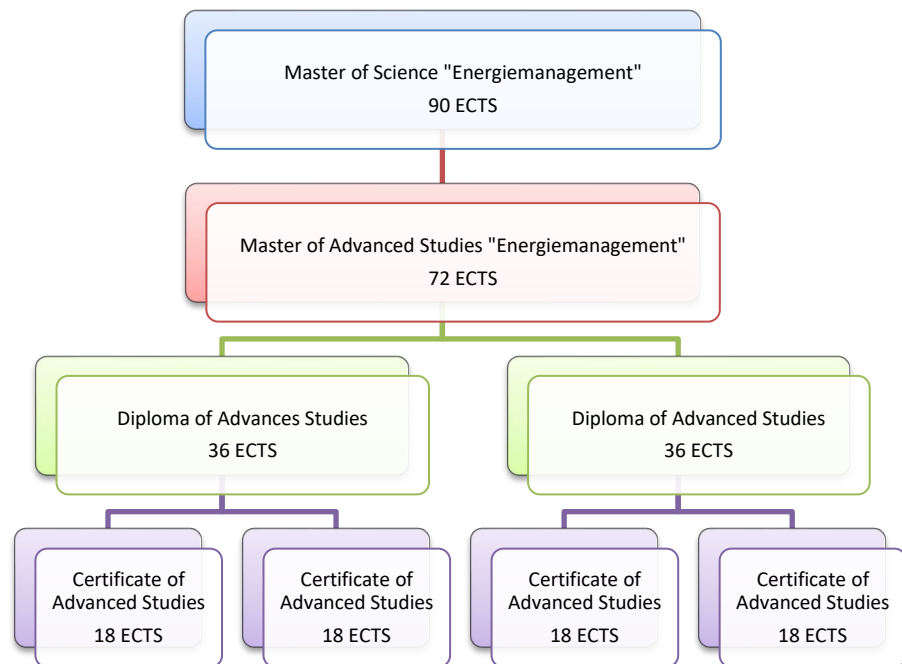 Master of Science "Energiemanagement"
90 ECTS
Master of Advanced Studies "Energiemanagement"
72 ECTS
Diploma of Advances Studies
36 ECTS
Diploma of Advanced Studies
36 ECTS
Certificate of
Advanced Studies
18 ECTS
Certificate of
Advanced Studies
18 ECTS
Certificate of
Advanced Studies
18 ECTS
Certificate of
Advanced Studies
18 ECTS